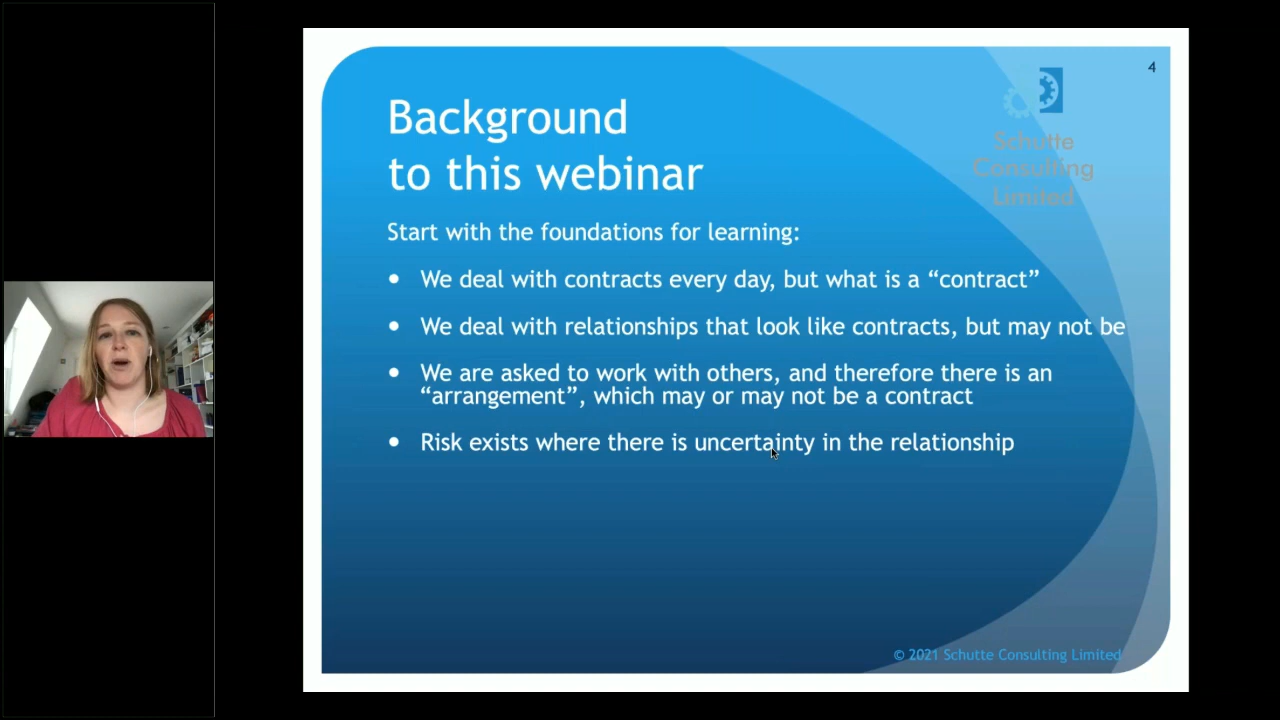 4
Schutte
Consulting
Limited
Background
to this webinar
Start with the foundations for learning:
• We deal with contracts every day, but what is a “contract”
• We deal with relationships that look like contracts, but may not be
• We are asked to work with others, and therefore there is an
“arrangement”, which may or may not be a contract
• Risk exists where there is uncertainty in the relationship
© 2021 Schutte Consulting Limited